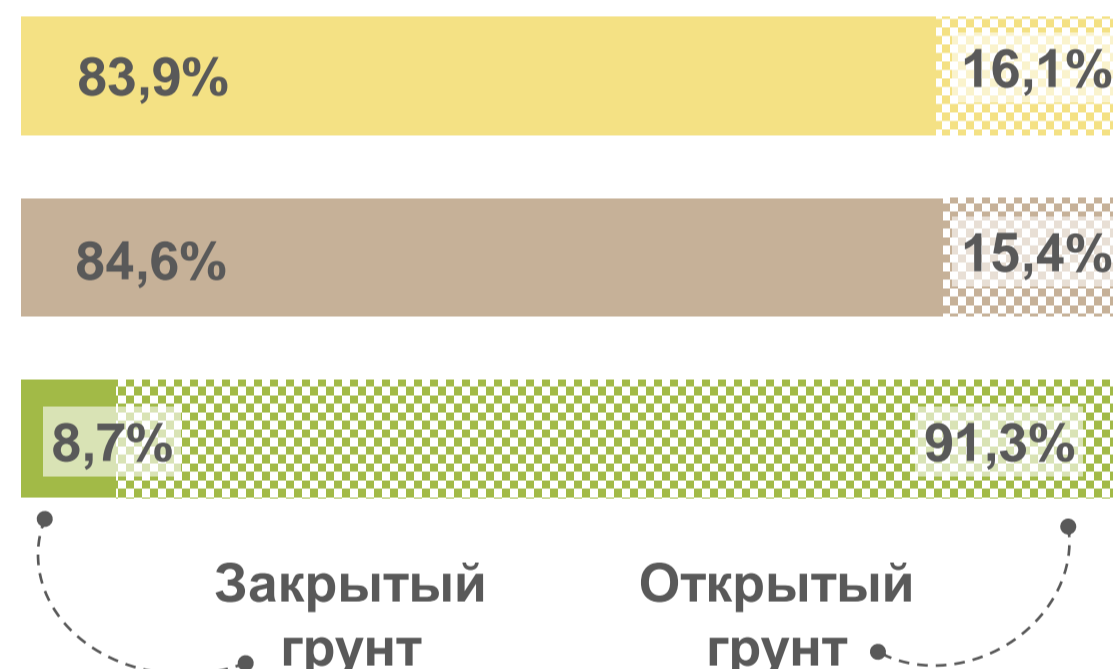 83,9% 16,1%
84,6% 15,4%
8,7% 91,3%
Закрытый
грунт
Открытый
грунт